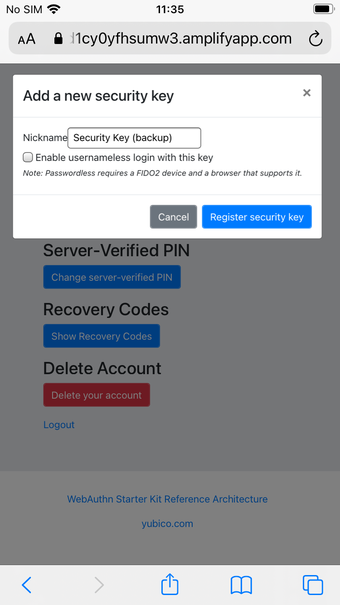 No SIM 11:35
AA 1cy0yfhsumw3.amplifyapp.com
Add a new security key ×
Nickname Security Key (backup)
Enable usernameless login with this key
Note: Passwordless requires a FIDO2 device and a browser that supports it.
Cancel Register security key
Server-Verified PIN
Change server-verified PIN
Recovery Codes
Show Recovery Codes
Delete Account
Delete your account
Logout
WebAuthn Starter Kit Reference Architecture
yubico.com